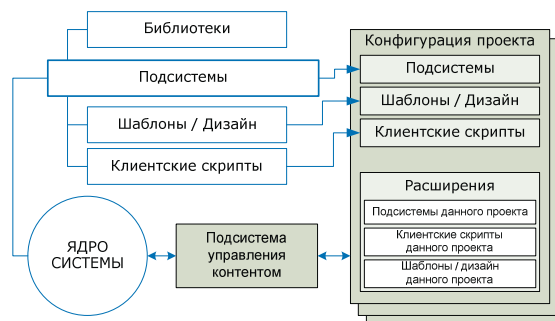 Библиотеки
Подсистемы
Шаблоны / Дизайн
Клиентские скрипты
ЯДРО
СИСТЕМЫ
Подсистема
управления
контентом
Конфигурация проекта
Подсистемы
Шаблоны / Дизайн
Клиентские скрипты
Расширения
Подсистемы данного проекта
Клиентские скрипты
данного проекта
Шаблоны / дизайн
данного проекта